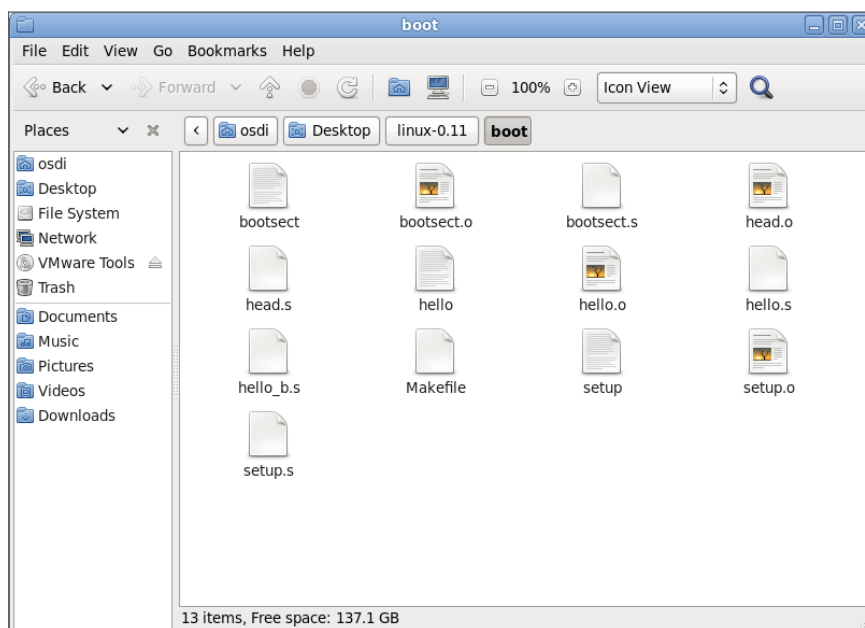 boot
File Edit View Go Bookmarks Help
Back Forward 100% Icon View
Places osdi Desktop linux-0.11 boot
osdi
Desktop
File System
Network
VMware Tools
Trash
Documents
Music
Pictures
Videos
Downloads
bootsect bootsect.o bootsect.s head.o
head.s hello hello.o hello.s
hello_b.s Makefile setup setup.o
setup.s
13 items, Free space: 137.1 GB